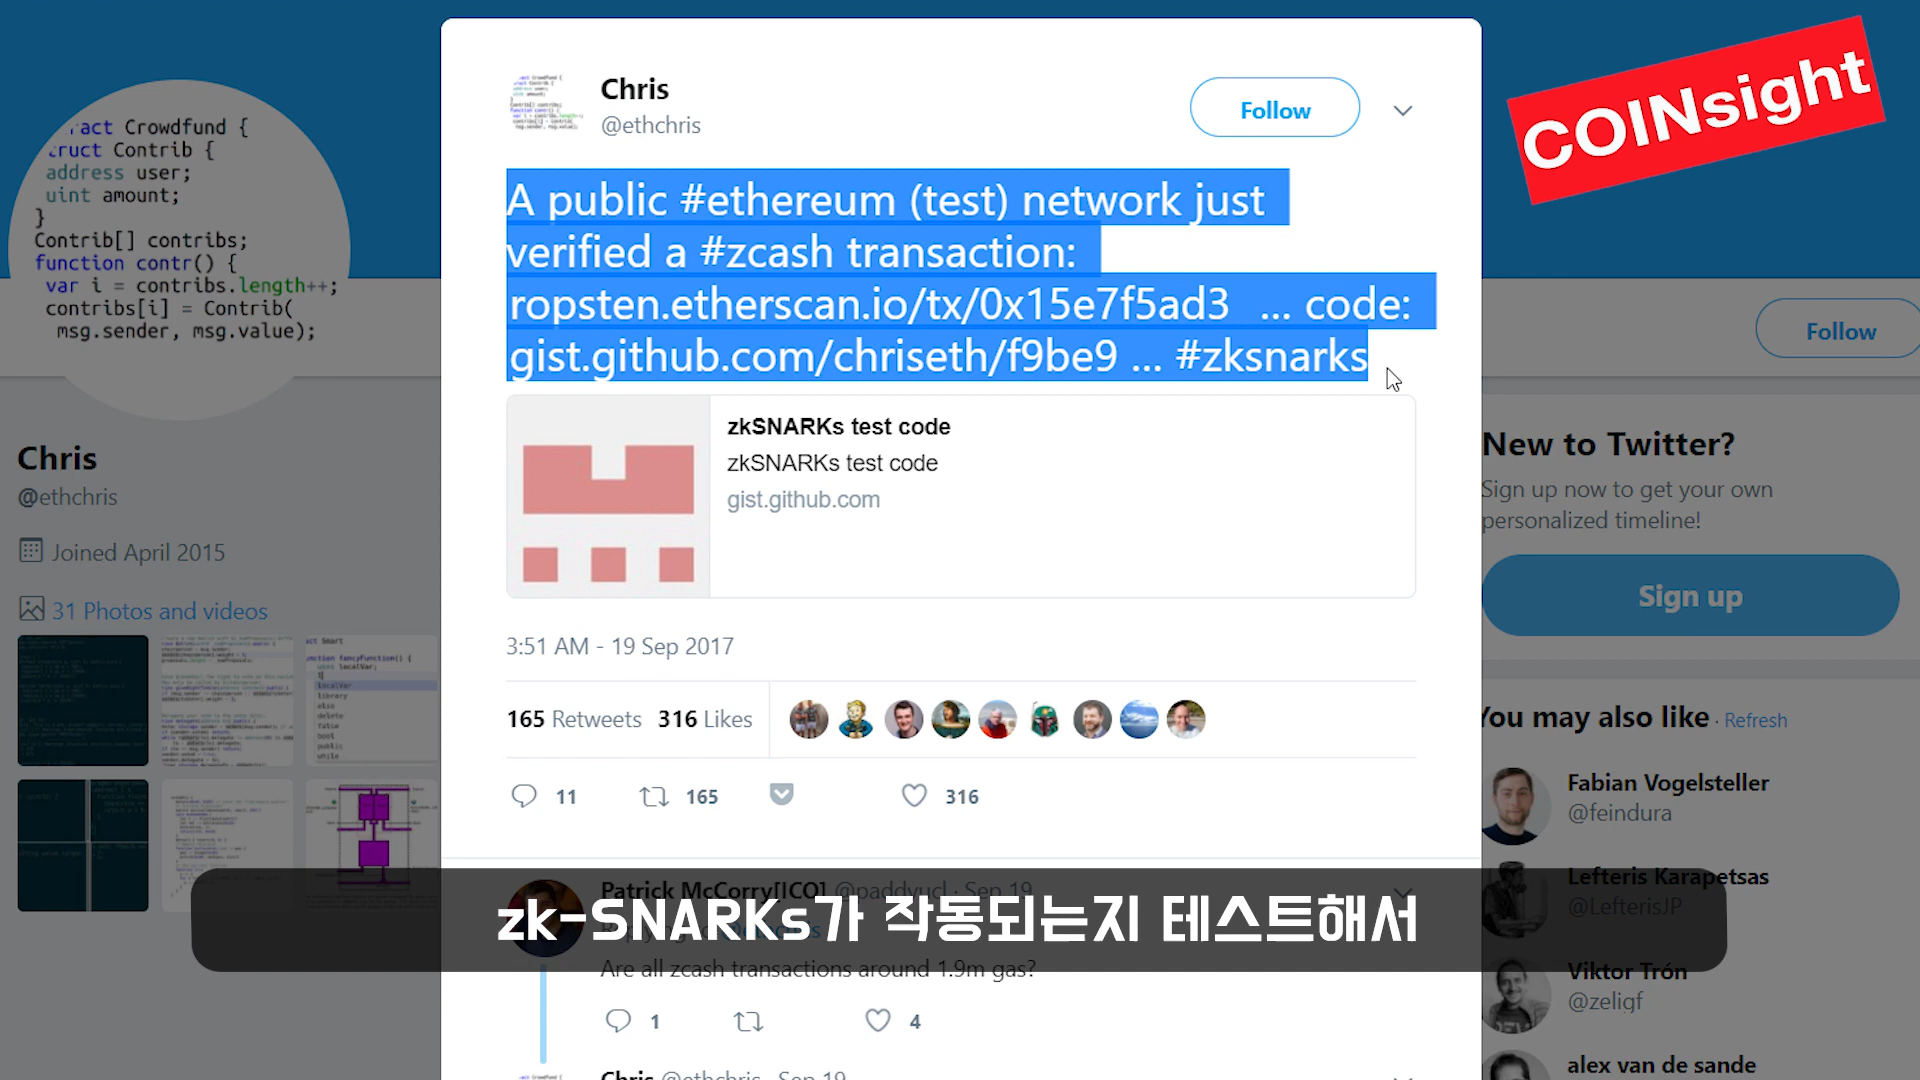 COINsight
ract Crowdfund {
truct Contrib {
address user;
uint amount;
}
Contrib[] contribs;
function contr() {
var i = contribs.length++;
contribs[i] = Contrib(
msg.sender, msg.value);
Chris
@ethchris
Joined April 2015
31 Photos and videos
Chris
@ethchris
Follow
A public #ethereum (test) network just
verified a #zcash transaction:
ropsten.etherscan.io/tx/0x15e7f5ad3 ... code:
gist.github.com/chriseth/f9be9 ... #zksnarks
zkSNARKs test code
zkSNARKs test code
gist.github.com
3:51 AM - 19 Sep 2017
165 Retweets 316 Likes
11 165 316
Patrick McCorry[ICO] @paddyucl · Sep 19
zk-SNARKs가 작동되는지 테스트해서
Are all zcash transactions around 1.9m gas?
1 4
Chris @ethchris · Sep 19
Follow
New to Twitter?
Sign up now to get your own
personalized timeline!
Sign up
You may also like · Refresh
Fabian Vogelsteller
@feindura
Lefteris Karapetsas
@LefterisJP
Viktor Trón
@zeligf
alex van de sande